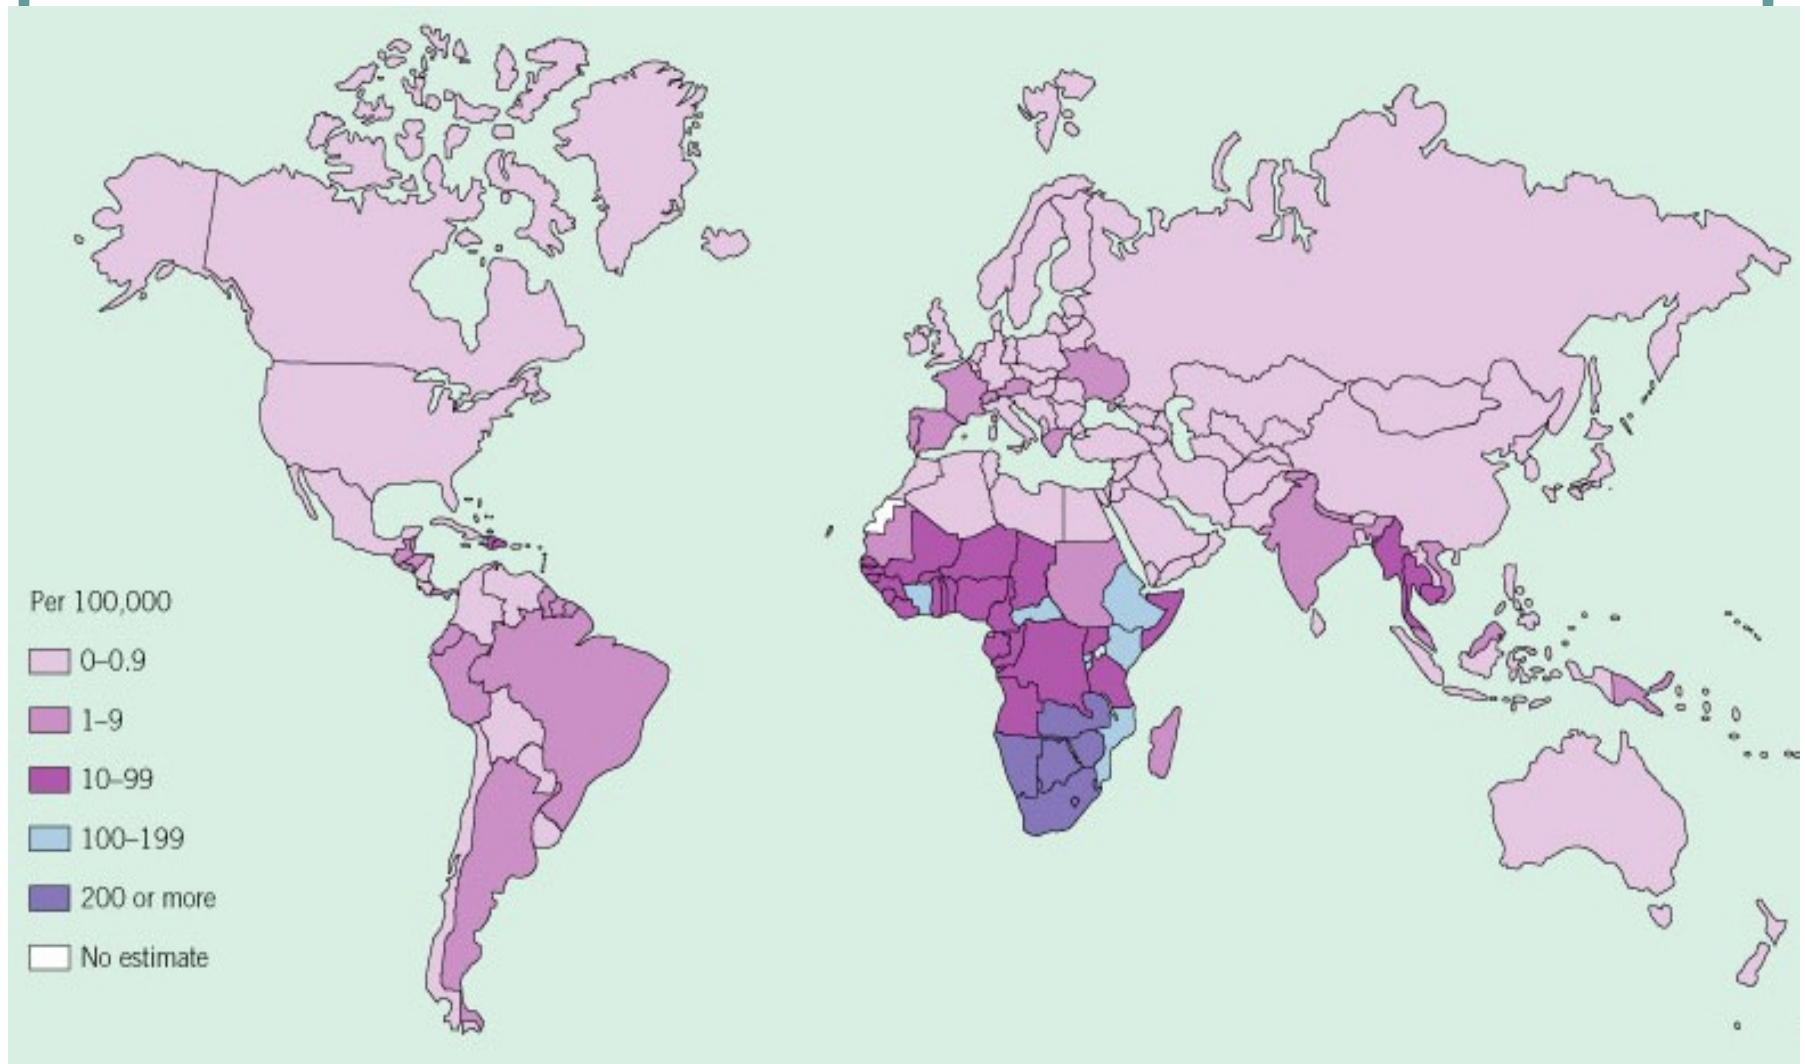 Per 100,000
0–0.9
1–9
10–99
100–199
200 or more
No estimate